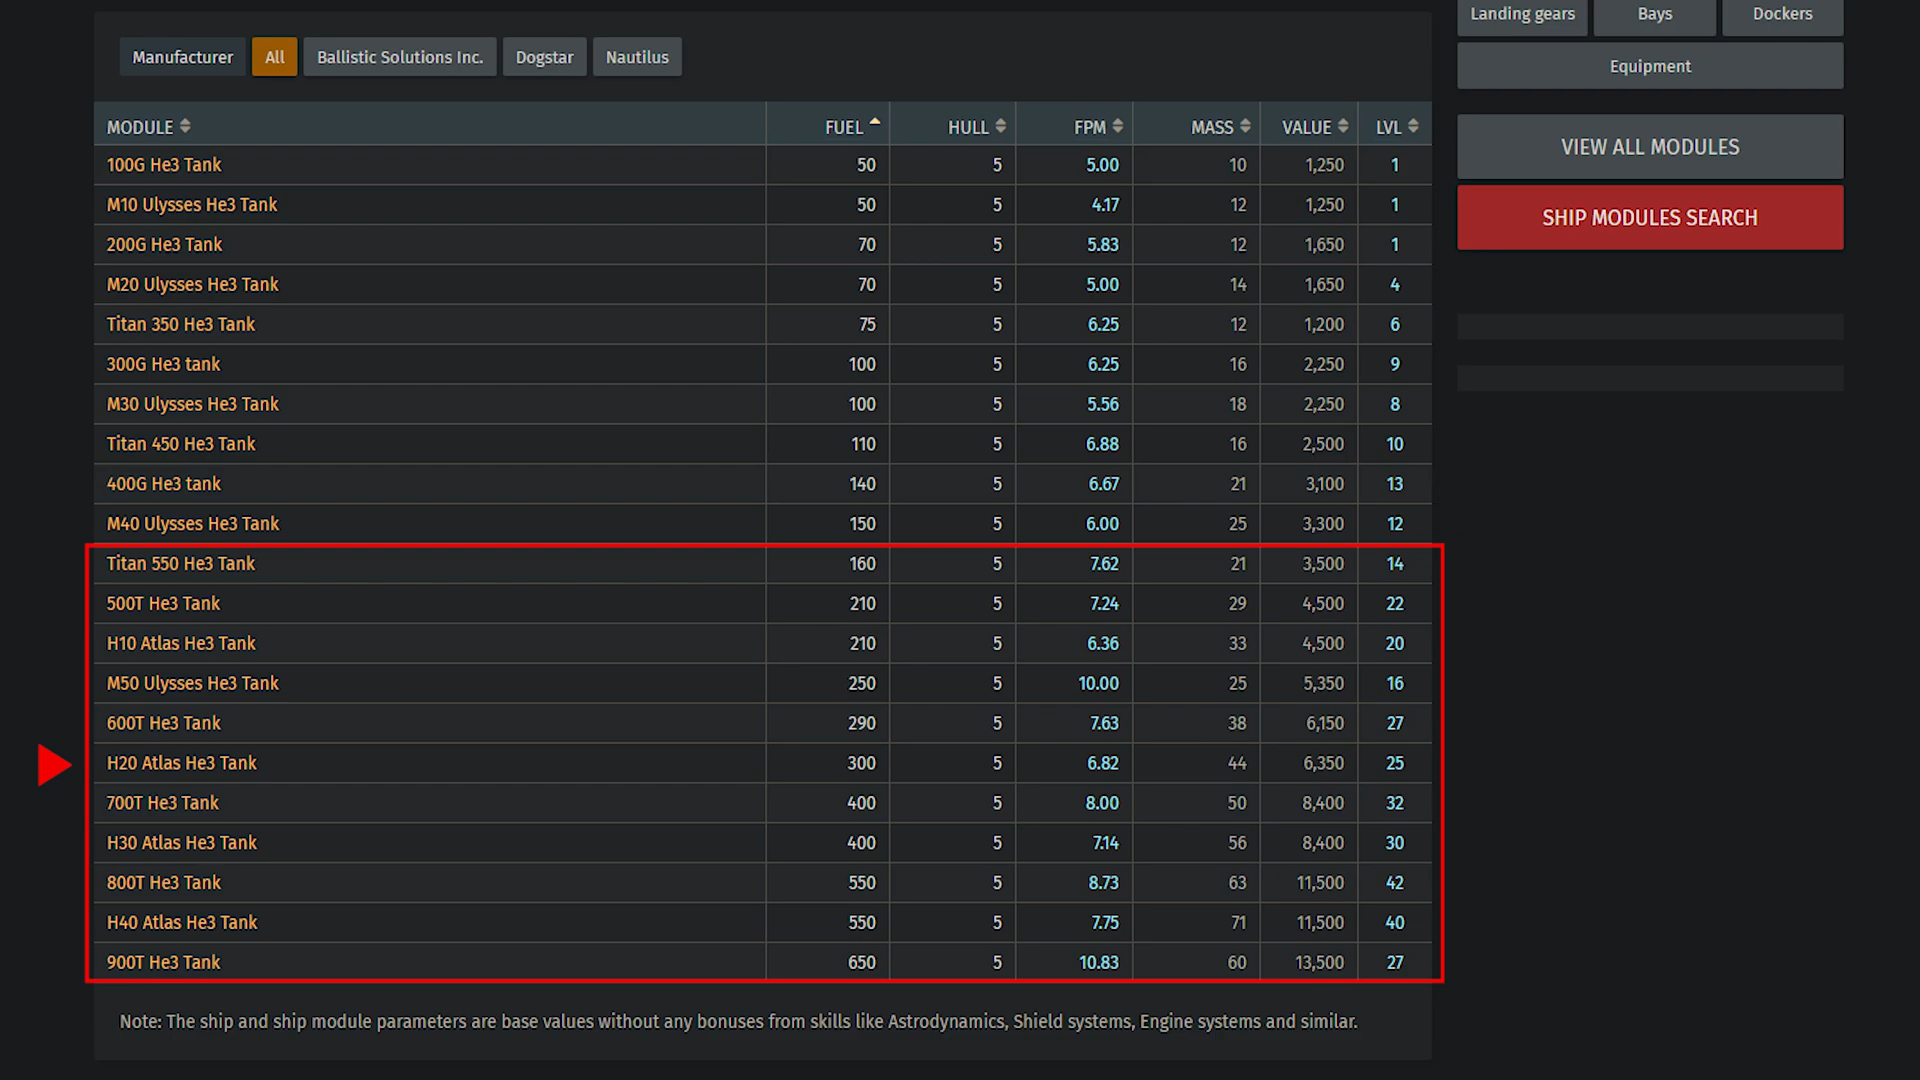 Landing gears Bays Dockers
Manufacturer All Ballistic Solutions Inc. Dogstar Nautilus
Equipment
MODULE FUEL HULL FPM MASS VALUE LVL
VIEW ALL MODULES
100G He3 Tank 50 5 5.00 10 1,250 1
M10 Ulysses He3 Tank 50 5 4.17 12 1,250 1
SHIP MODULES SEARCH
200G He3 Tank 70 5 5.83 12 1,650 1
M20 Ulysses He3 Tank 70 5 5.00 14 1,650 4
Titan 350 He3 Tank 75 5 6.25 12 1,200 6
300G He3 tank 100 5 6.25 16 2,250 9
M30 Ulysses He3 Tank 100 5 5.56 18 2,250 8
Titan 450 He3 Tank 110 5 6.88 16 2,500 10
400G He3 tank 140 5 6.67 21 3,100 13
M40 Ulysses He3 Tank 150 5 6.00 25 3,300 12
Titan 550 He3 Tank 160 5 7.62 21 3,500 14
500T He3 Tank 210 5 7.24 29 4,500 22
H10 Atlas He3 Tank 210 5 6.36 33 4,500 20
M50 Ulysses He3 Tank 250 5 10.00 25 5,350 16
600T He3 Tank 290 5 7.63 38 6,150 27
H20 Atlas He3 Tank 300 5 6.82 44 6,350 25
700T He3 Tank 400 5 8.00 50 8,400 32
H30 Atlas He3 Tank 400 5 7.14 56 8,400 30
800T He3 Tank 550 5 8.73 63 11,500 42
H40 Atlas He3 Tank 550 5 7.75 71 11,500 40
900T He3 Tank 650 5 10.83 60 13,500 27
Note: The ship and ship module parameters are base values without any bonuses from skills like Astrodynamics, Shield systems, Engine systems and similar.